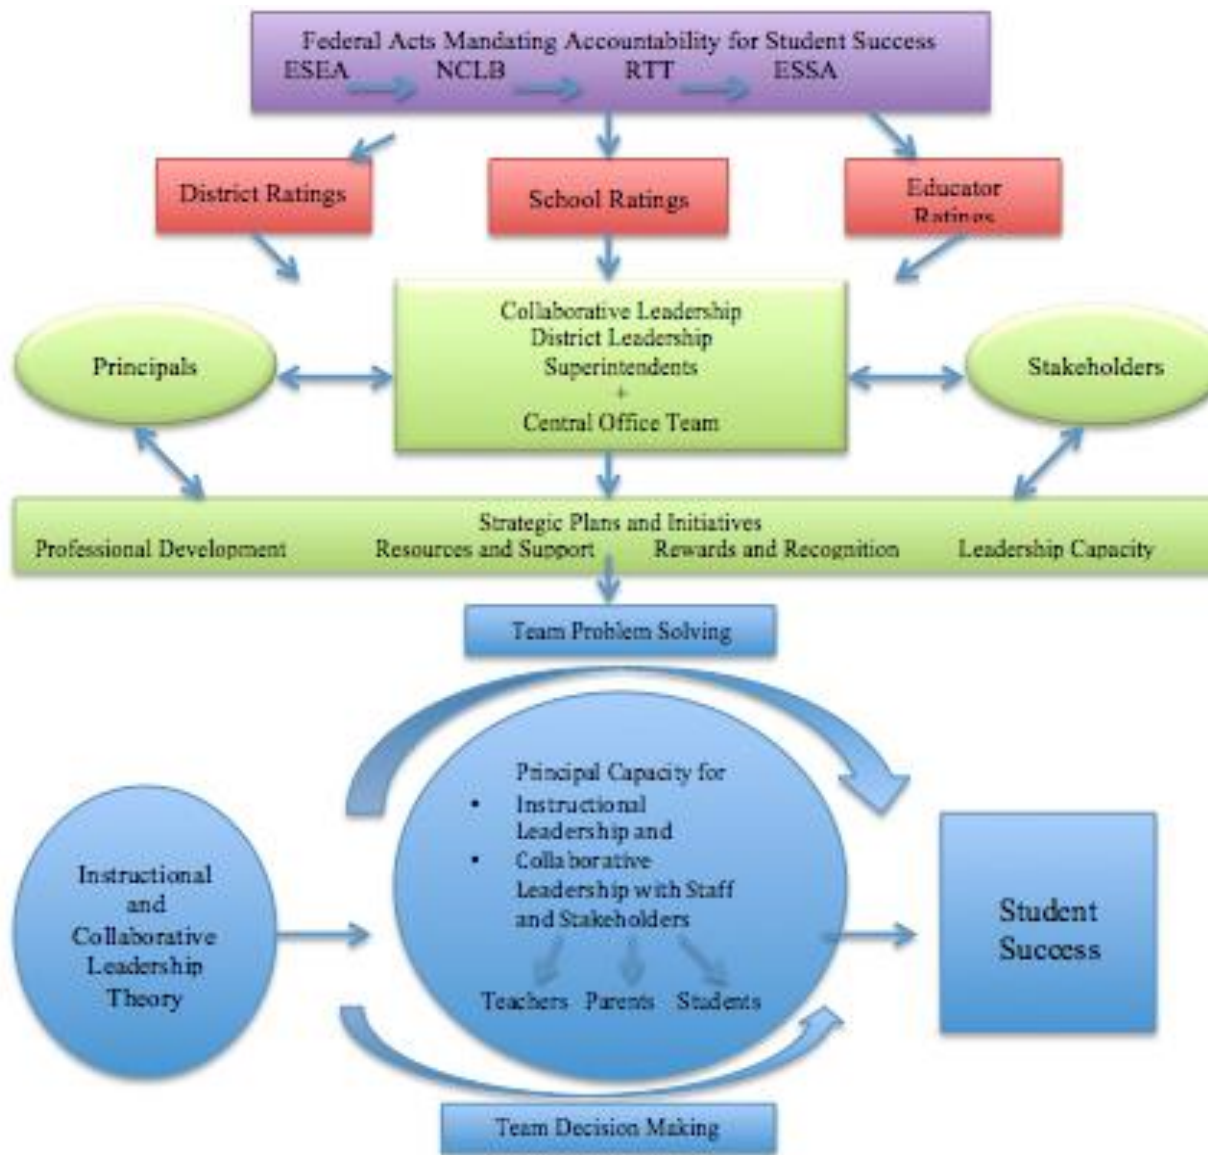 Federal Acts Mandating Accountability for Student Success
ESEA NCLB RTT ESSA
District Ratings
School Ratings
Educator
Ratings
Principals
Collaborative Leadership
District Leadership
Superintendents
+
Central Office Team
Stakeholders
Strategic Plans and Initiatives
Professional Development Resources and Support Rewards and Recognition Leadership Capacity
Team Problem Solving
Instructional
and
Collaborative
Leadership
Theory
Principal Capacity for
• Instructional
Leadership and
• Collaborative
Leadership with Staff
and Stakeholders
Teachers Parents Students
Student
Success
Team Decision Making